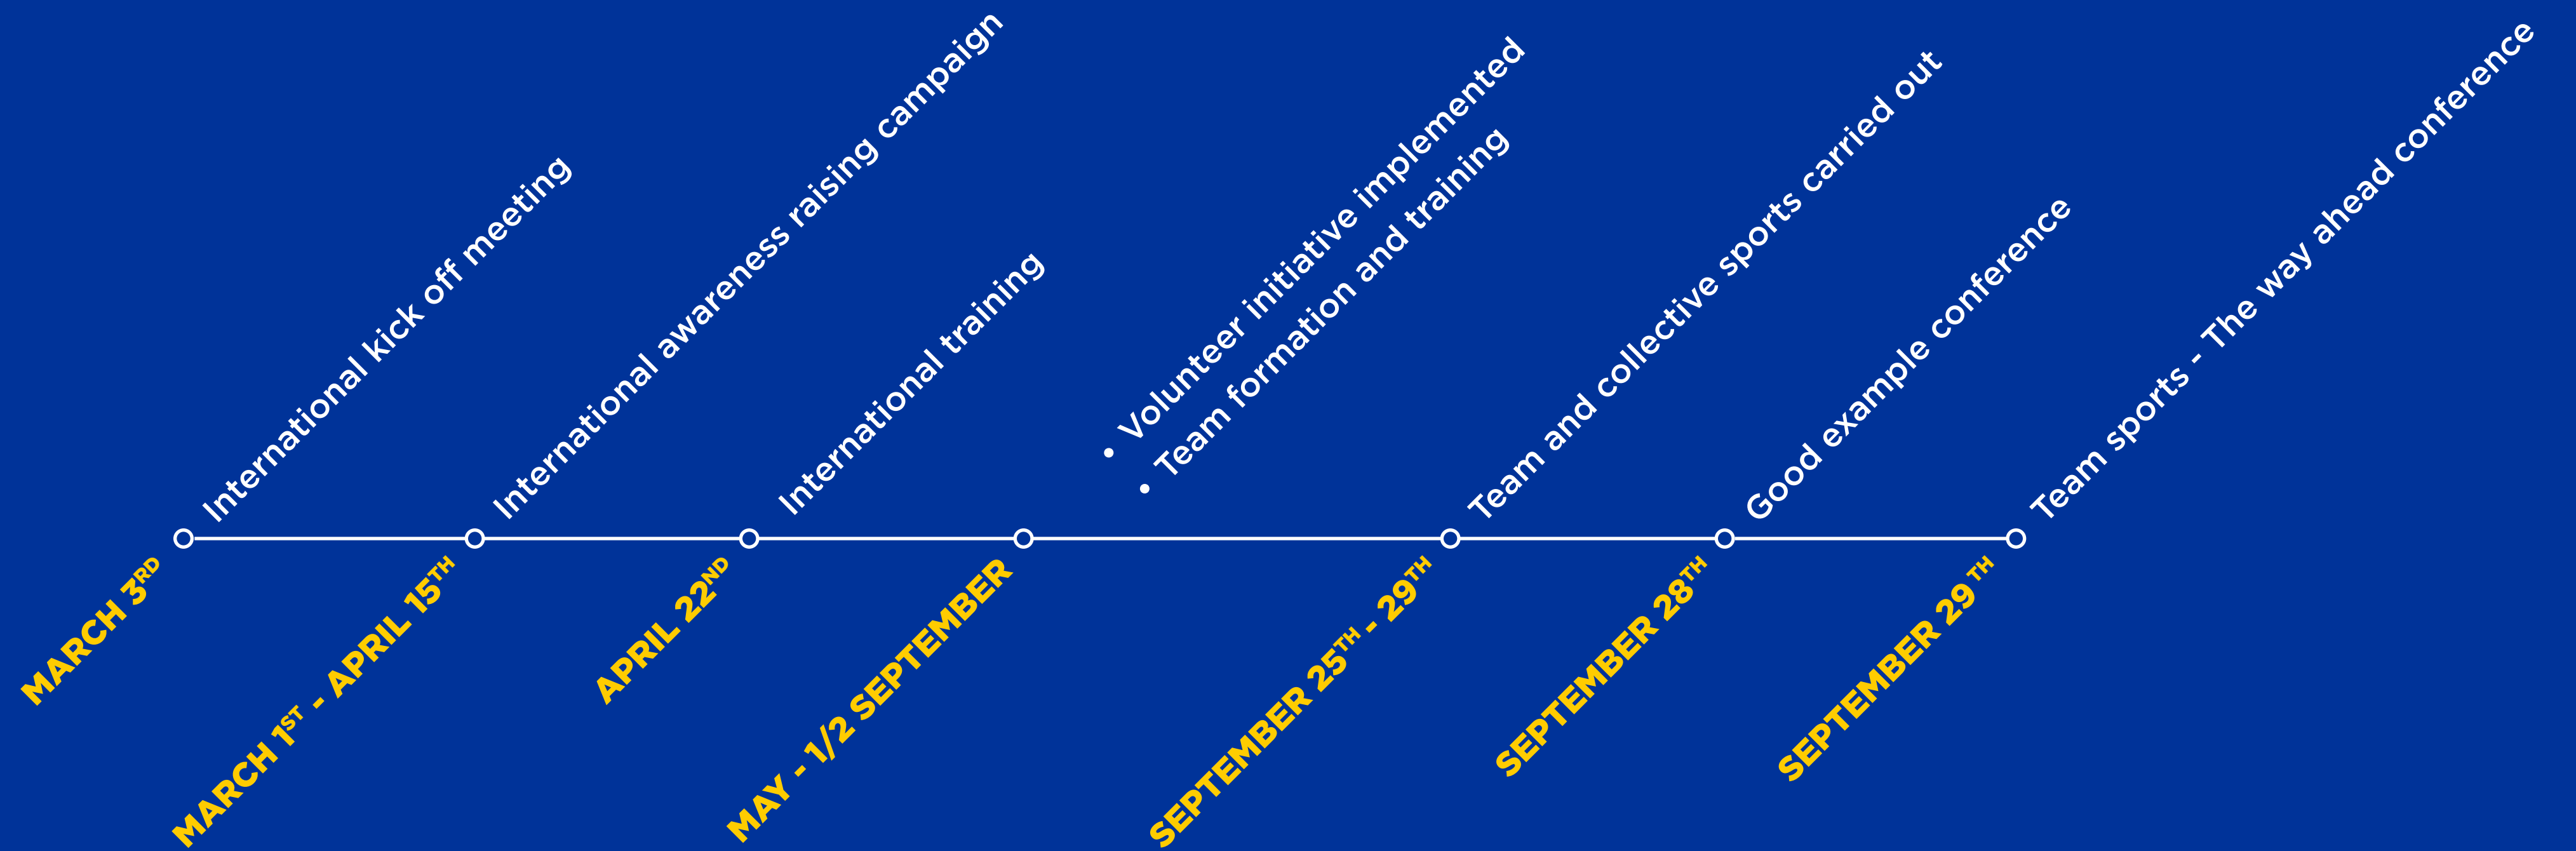 International kick off meeting
MARCH 3RD
International awareness raising campaign
MARCH 1ST - APRIL 15TH
International training
APRIL 22ND
• Volunteer initiative implemented
• Team formation and training
MAY - 1/2 SEPTEMBER
Team and collective sports carried out
SEPTEMBER 25TH - 29TH
Good example conference
SEPTEMBER 28TH
Team sports - The way ahead conference
SEPTEMBER 29TH